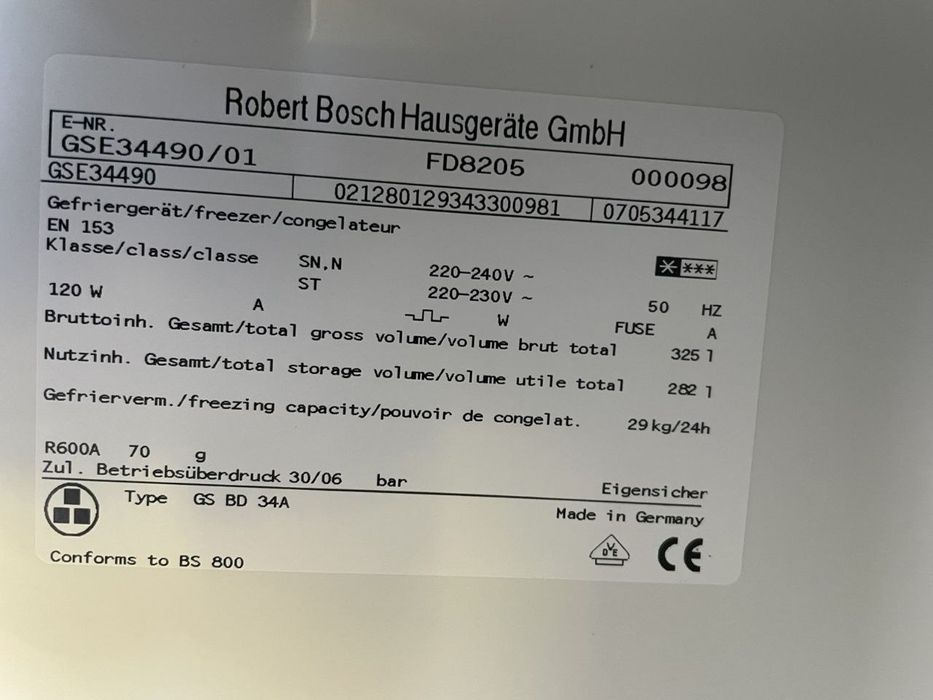 Robert Bosch Hausgeräte GmbH
E-NR.
GSE34490/01 FD8205 000098
GSE34490 021280129343300981 0705344117
Gefriergerät/freezer/congelateur
EN 153
Klasse/class/classe SN,N 220-240V ~ * ***
ST 220-230V ~ 50 HZ
120 W A W FUSE A
Bruttoinh. Gesamt/total gross volume/volume brut total 325 l
Nutzinh. Gesamt/total storage volume/volume utile total 282 l
Gefrierverm./freezing capacity/pouvoir de congelat. 29 kg/24h
R600A 70 g
Zul. Betriebsüberdruck 30/06 bar Eigensicher
Type GS BD 34A Made in Germany
DVE CE
Conforms to BS 800